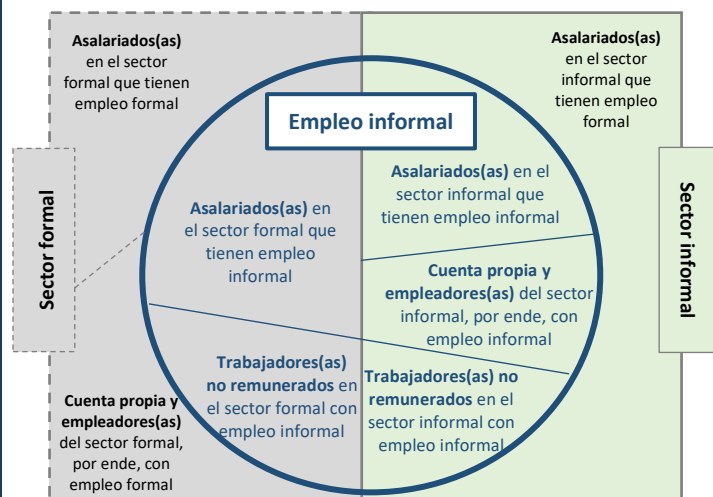 Asalariados(as)
en el sector
formal que tienen
empleo formal
Asalariados(as)
en el sector
informal que
tienen empleo
formal
Empleo informal
Sector formal
Asalariados(as) en
el sector formal que
tienen empleo
informal
Asalariados(as) en el
sector informal que
tienen empleo informal
Sector informal
Cuenta propia y
empleadores(as) del sector
informal, por ende, con
empleo informal
Trabajadores(as)
no remunerados en
el sector formal con
empleo informal
Trabajadores(as) no
remunerados en el
sector informal con
empleo informal
Cuenta propia y
empleadores(as)
del sector formal,
por ende, con
empleo formal